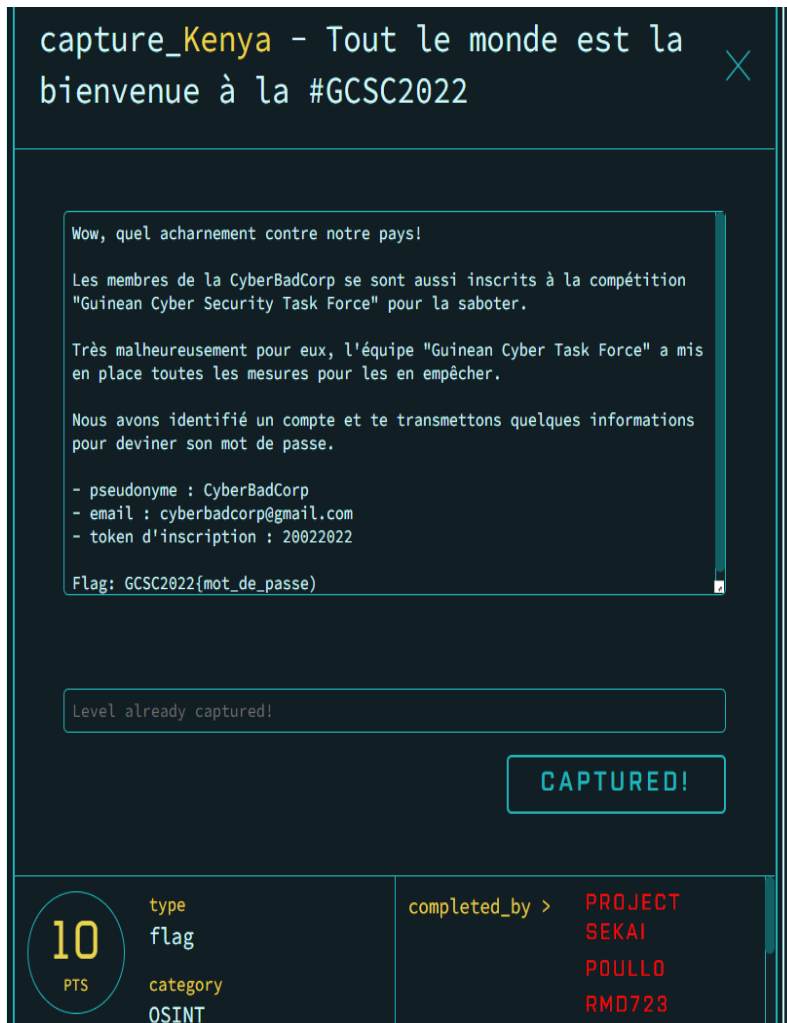 capture_Kenya - Tout le monde est la
bienvenue à la #GCSC2022
Wow, quel acharnement contre notre pays!
Les membres de la CyberBadCorp se sont aussi inscrits à la compétition
"Guinean Cyber Security Task Force" pour la saboter.
Très malheureusement pour eux, l'équipe "Guinean Cyber Task Force" a mis
en place toutes les mesures pour les en empêcher.
Nous avons identifié un compte et te transmettons quelques informations
pour deviner son mot de passe.
- pseudonyme : CyberBadCorp
- email : cyberbadcorp@gmail.com
- token d'inscription : 20022022
Flag: GCSC2022{mot_de_passe)
Level already captured!
CAPTURED!
10
PTS
type
flag
category
OSINT
completed_by >
PROJECT
SEKAI
POULLO
RMD723